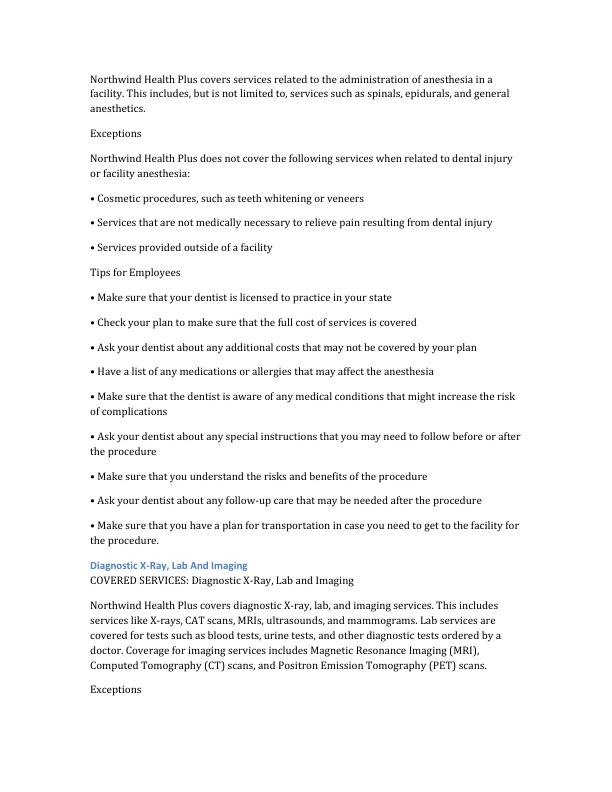 Northwind Health Plus covers services related to the administration of anesthesia in a
facility. This includes, but is not limited to, services such as spinals, epidurals, and general
anesthetics.
Exceptions
Northwind Health Plus does not cover the following services when related to dental injury
or facility anesthesia:
• Cosmetic procedures, such as teeth whitening or veneers
• Services that are not medically necessary to relieve pain resulting from dental injury
• Services provided outside of a facility
Tips for Employees
• Make sure that your dentist is licensed to practice in your state
• Check your plan to make sure that the full cost of services is covered
• Ask your dentist about any additional costs that may not be covered by your plan
• Have a list of any medications or allergies that may affect the anesthesia
• Make sure that the dentist is aware of any medical conditions that might increase the risk
of complications
• Ask your dentist about any special instructions that you may need to follow before or after
the procedure
• Make sure that you understand the risks and benefits of the procedure
• Ask your dentist about any follow-up care that may be needed after the procedure
• Make sure that you have a plan for transportation in case you need to get to the facility for
the procedure.
Diagnostic X-Ray, Lab And Imaging
COVERED SERVICES: Diagnostic X-Ray, Lab and Imaging
Northwind Health Plus covers diagnostic X-ray, lab, and imaging services. This includes
services like X-rays, CAT scans, MRIs, ultrasounds, and mammograms. Lab services are
covered for tests such as blood tests, urine tests, and other diagnostic tests ordered by a
doctor. Coverage for imaging services includes Magnetic Resonance Imaging (MRI),
Computed Tomography (CT) scans, and Positron Emission Tomography (PET) scans.
Exceptions